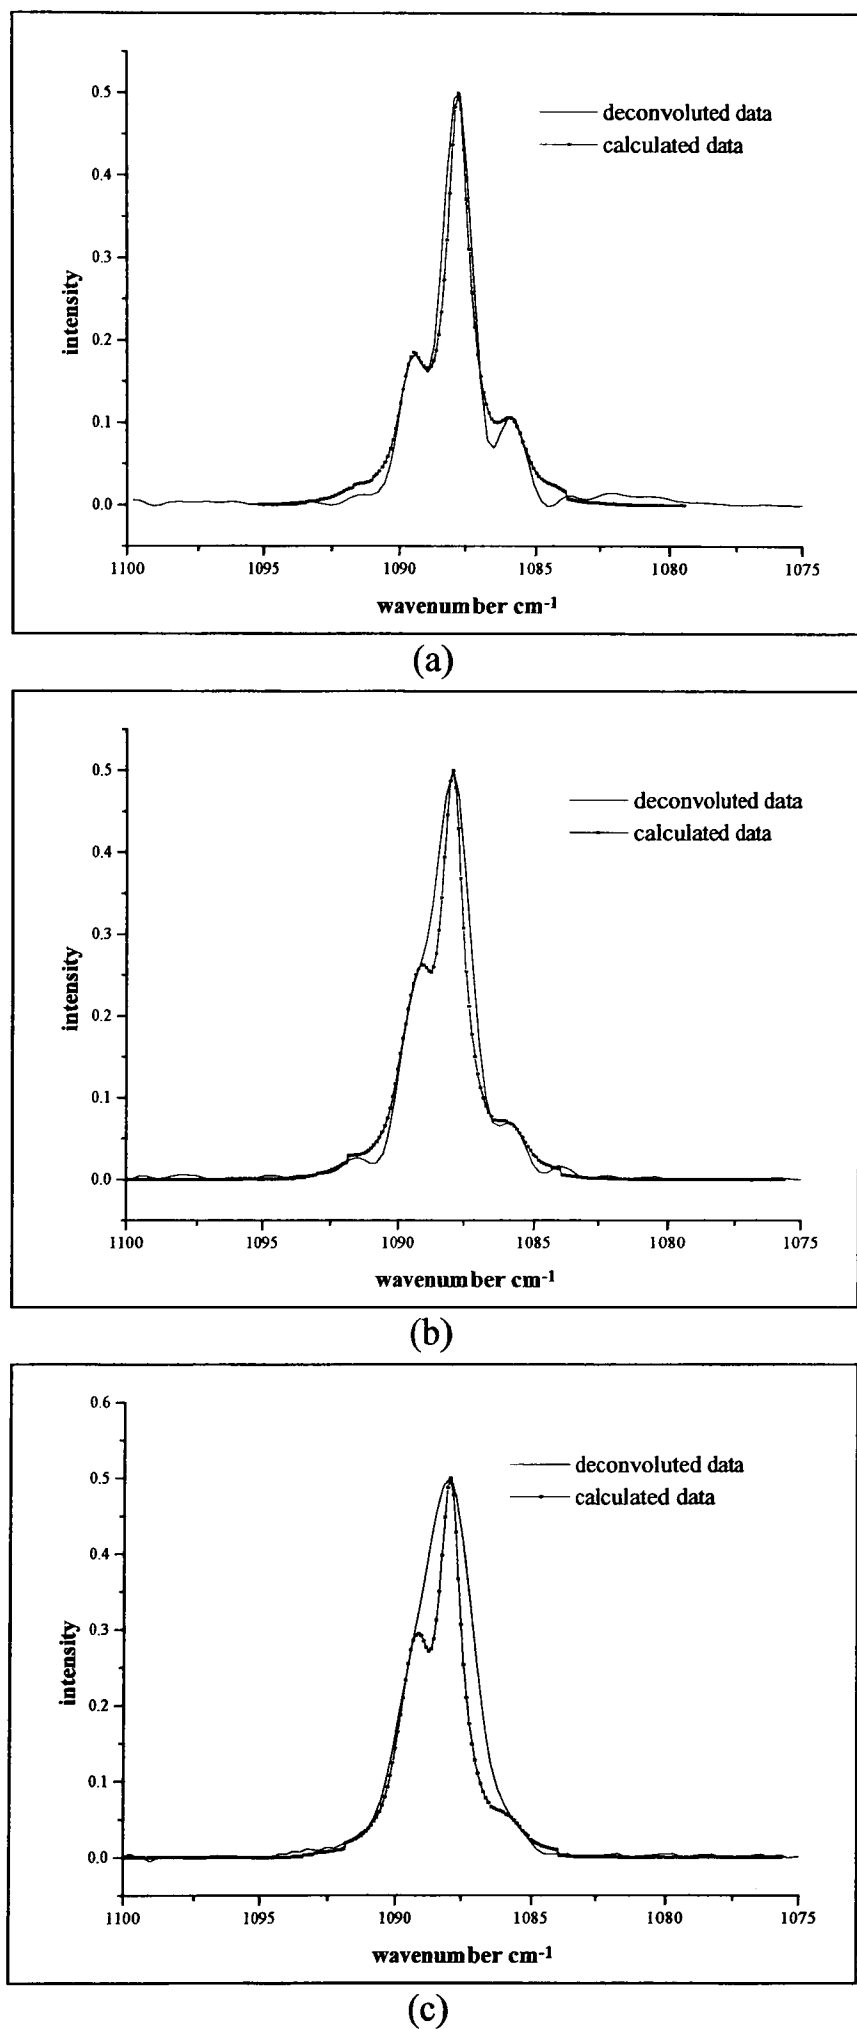 0.5
0.4
0.3
0.2
0.1
0.0
intensity
deconvoluted data
calculated data
1100 1095 1090 1085 1080 1075
wavenumber cm-1
(a)
0.5
0.4
0.3
0.2
0.1
0.0
intensity
deconvoluted data
calculated data
1100 1095 1090 1085 1080 1075
wavenumber cm-1
(b)
0.6
0.5
0.4
0.3
0.2
0.1
0.0
intensity
deconvoluted data
calculated data
1100 1095 1090 1085 1080 1075
wavenumber cm-1
(c)